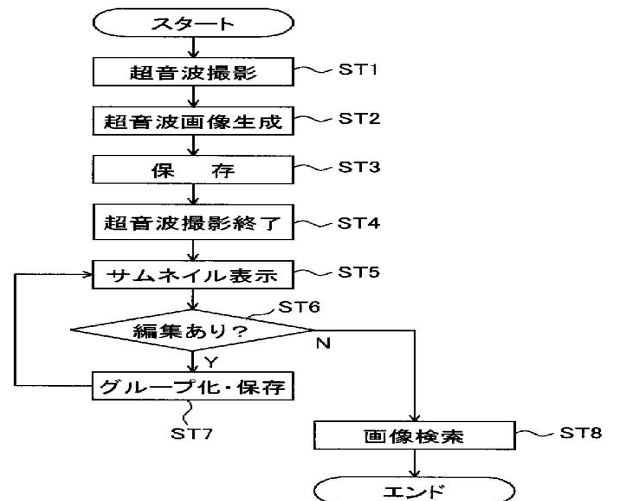 スタート
超音波撮影 ST1
超音波画像生成 ST2
保 存 ST3
超音波撮影終了 ST4
サムネイル表示 ST5
編集あり? ST6
N
Y
グループ化・保存
ST7
画像検索 ST8
エンド